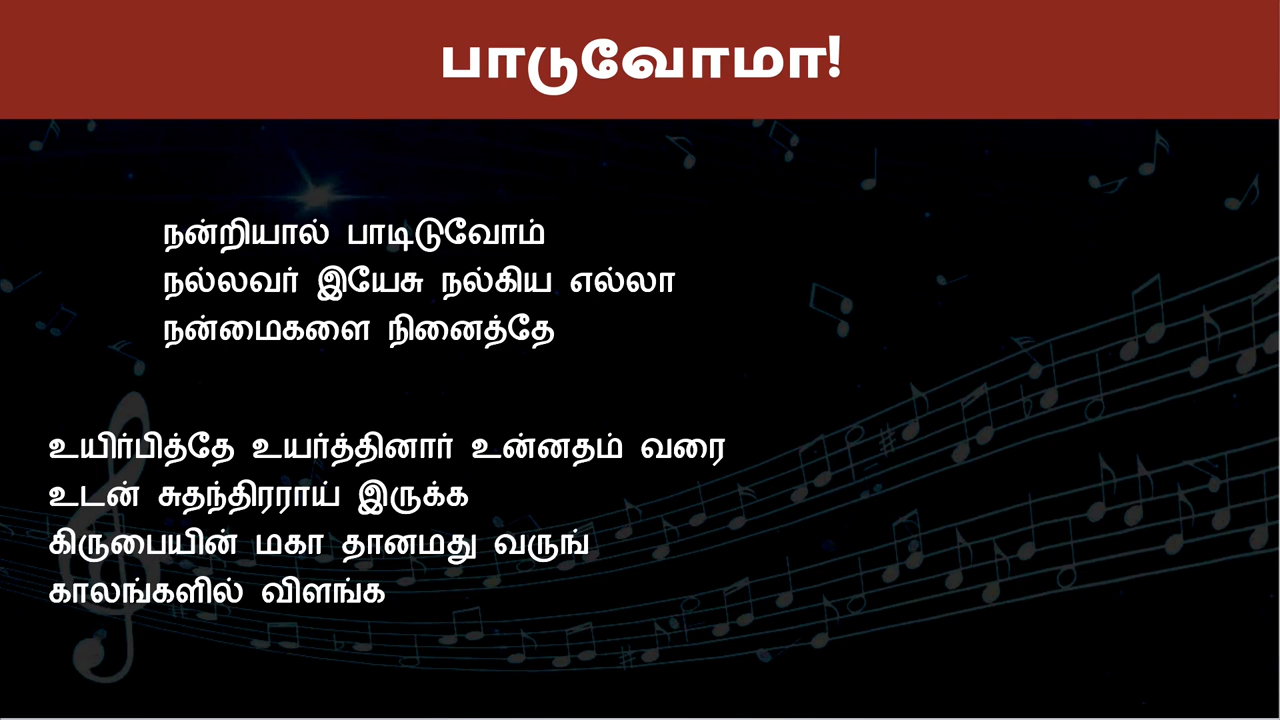 பாடுவோமா!
நன்றியால் பாடிடுவோம்
நல்லவர் இயேசு நல்கிய எல்லா
நன்மைகளை நினைத்தே
உயிர்பித்தே உயர்த்தினார் உன்னதம் வரை
உடன் சுதந்திரராய் இருக்க
கிருபையின் மகா தானமது வருங்
காலங்களில் விளங்க